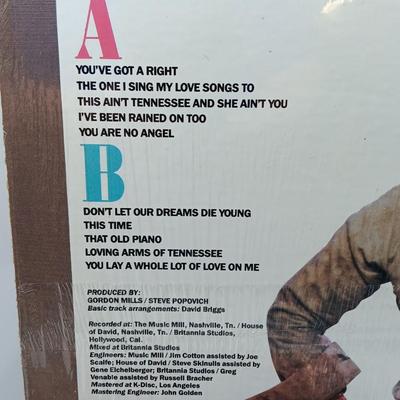 A
YOU'VE GOT A RIGHT
THE ONE I SING MY LOVE SONGS TO
THIS AIN'T TENNESSEE AND SHE AIN'T YOU
I'VE BEEN RAINED ON TOO
YOU ARE NO ANGEL
B
DON'T LET OUR DREAMS DIE YOUNG
THIS TIME
THAT OLD PIANO
LOVING ARMS OF TENNESSEE
YOU LAY A WHOLE LOT OF LOVE ON ME
PRODUCED BY:
GORDON MILLS / STEVE POPOVICH
Basic track arrangements: David Briggs
Recorded at: The Music Mill, Nashville, Tn. / House
of David, Nashville, Tn. / Britannia Studios,
Hollywood, Cal.
Mixed at Britannia Studios
Engineers: Music Mill / Jim Cotton assisted by Joe
Scaife; House of David / Steve Skinulis assisted by
Gene Eichelberger; Britannia Studios / Greg
Venable assisted by Russell Bracher
Mastered at K-Disc, Los Angeles
Mastering Engineer: John Golden